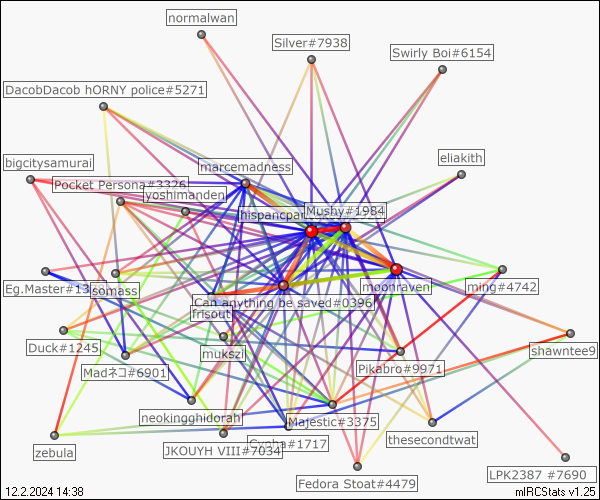 normalwan
Silver#7938
Swirly Boi#6154
DacobDacob hORNY police#5271
eliakith
bigcitysamurai
marcemadness
Pocket Persona#3326
yoshimanden
hispancpar
Mushy#1984
Eg.Master#13
somass
moonraveni
ming#4742
Can anything be saved#0396
frisout
mukszi
Duck#1245
Madネコ#6901
Pikabro#9971
shawntee9
neokingghidorah
Majestic#3375
thesecondtwat
zebula
JKOUYH VIII#7034
#1717
LPK2387 #7690
Fedora Stoat#4479
12.2.2024 14:38
mIRCStats v1.25